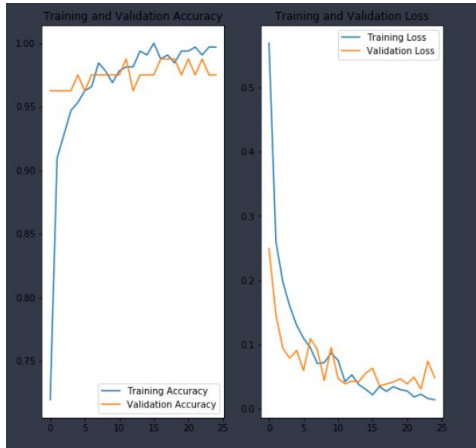 Training and Validation Accuracy
1.00
0.95
0.90
0.85
0.80
0.75
Training Accuracy
Validation Accuracy
0 5 10 15 20 25
Training and Validation Loss
Training Loss
Validation Loss
0.5
0.4
0.3
0.2
0.1
0.0
0 5 10 15 20 25